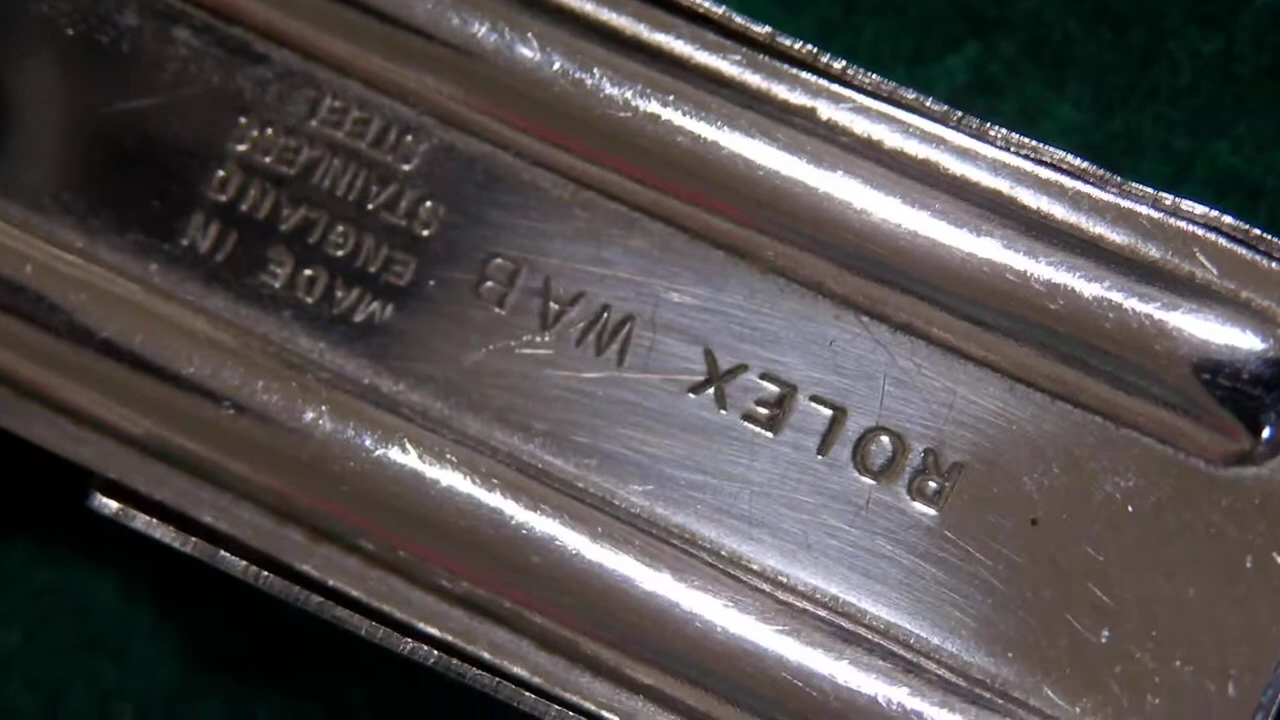 ROLEX WAB
MADE IN
ENGLAND
STAINLESS
STEEL